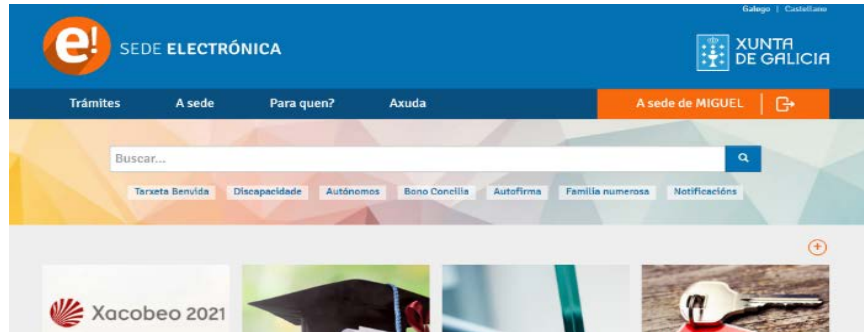 Galego | Castellano
e! SEDE ELECTRÓNICA
XUNTA
DE GALICIA
Trámites A sede Para quen? Axuda A sede de MIGUEL
Buscar...
Tarxeta Benvida Discapacidade Autónomos Bono Concilia Autofirma Familia numerosa Notificacións
Xacobeo 2021